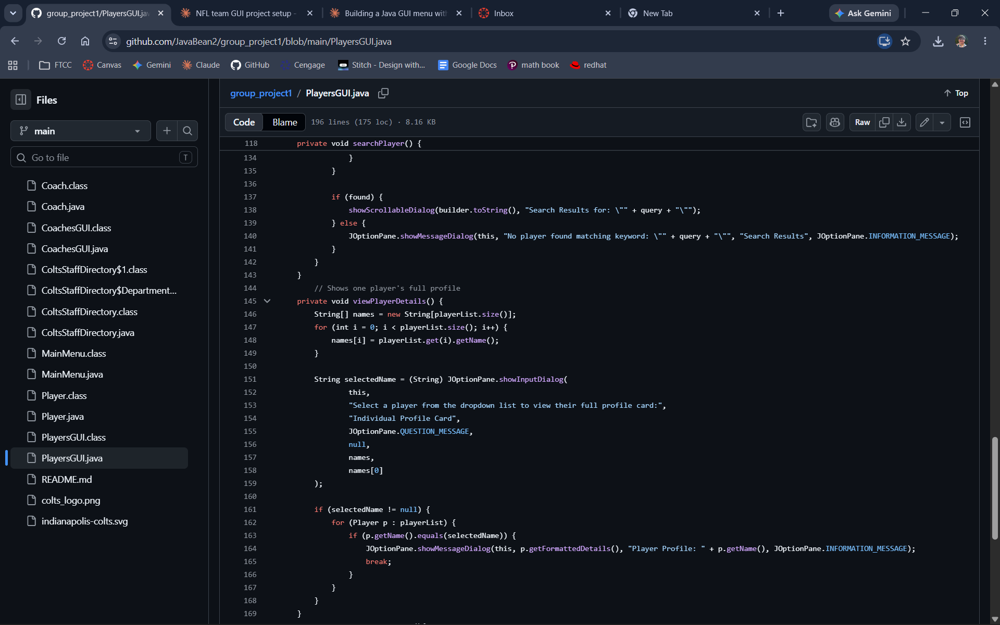 group_project1/PlayersGUI.jav
NFL team GUI project setup -
Building a Java GUI menu with
Inbox
New Tab
Ask Gemini
github.com/JavaBean2/group_project1/blob/main/PlayersGUI.java
FTCC
Canvas
Gemini
Claude
GitHub
Cengage
Stitch - Design with...
Google Docs
math book
redhat
Files
main
Go to file
T
Coach.class
Coach.java
CoachesGUI.class
CoachesGUI.java
ColtsStaffDirectory$1.class
ColtsStaffDirectory$Department...
ColtsStaffDirectory.class
ColtsStaffDirectory.java
MainMenu.class
MainMenu.java
Player.class
Player.java
PlayersGUI.class
PlayersGUI.java
README.md
colts_logo.png
indianapolis-colts.svg
group_project1 / PlayersGUI.java
Top
Code Blame 196 lines (175 loc) · 8.16 KB
Raw
118 private void searchPlayer() {
134 }
135 }
136
137 if (found) {
138 showScrollableDialog(builder.toString(), "Search Results for: \"" + query + "\"");
139 } else {
140 JOptionPane.showMessageDialog(this, "No player found matching keyword: \"" + query + "\"", "Search Results", JOptionPane.INFORMATION_MESSAGE);
141 }
142 }
143 }
144 // Shows one player's full profile
145 private void viewPlayerDetails() {
146 String[] names = new String[playerList.size()];
147 for (int i = 0; i < playerList.size(); i++) {
148 names[i] = playerList.get(i).getName();
149 }
150
151 String selectedName = (String) JOptionPane.showInputDialog(
152 this,
153 "Select a player from the dropdown list to view their full profile card:",
154 "Individual Profile Card",
155 JOptionPane.QUESTION_MESSAGE,
156 null,
157 names,
158 names[0]
159 );
160
161 if (selectedName != null) {
162 for (Player p : playerList) {
163 if (p.getName().equals(selectedName)) {
164 JOptionPane.showMessageDialog(this, p.getFormattedDetails(), "Player Profile: " + p.getName(), JOptionPane.INFORMATION_MESSAGE);
165 break;
166 }
167 }
168 }
169 }